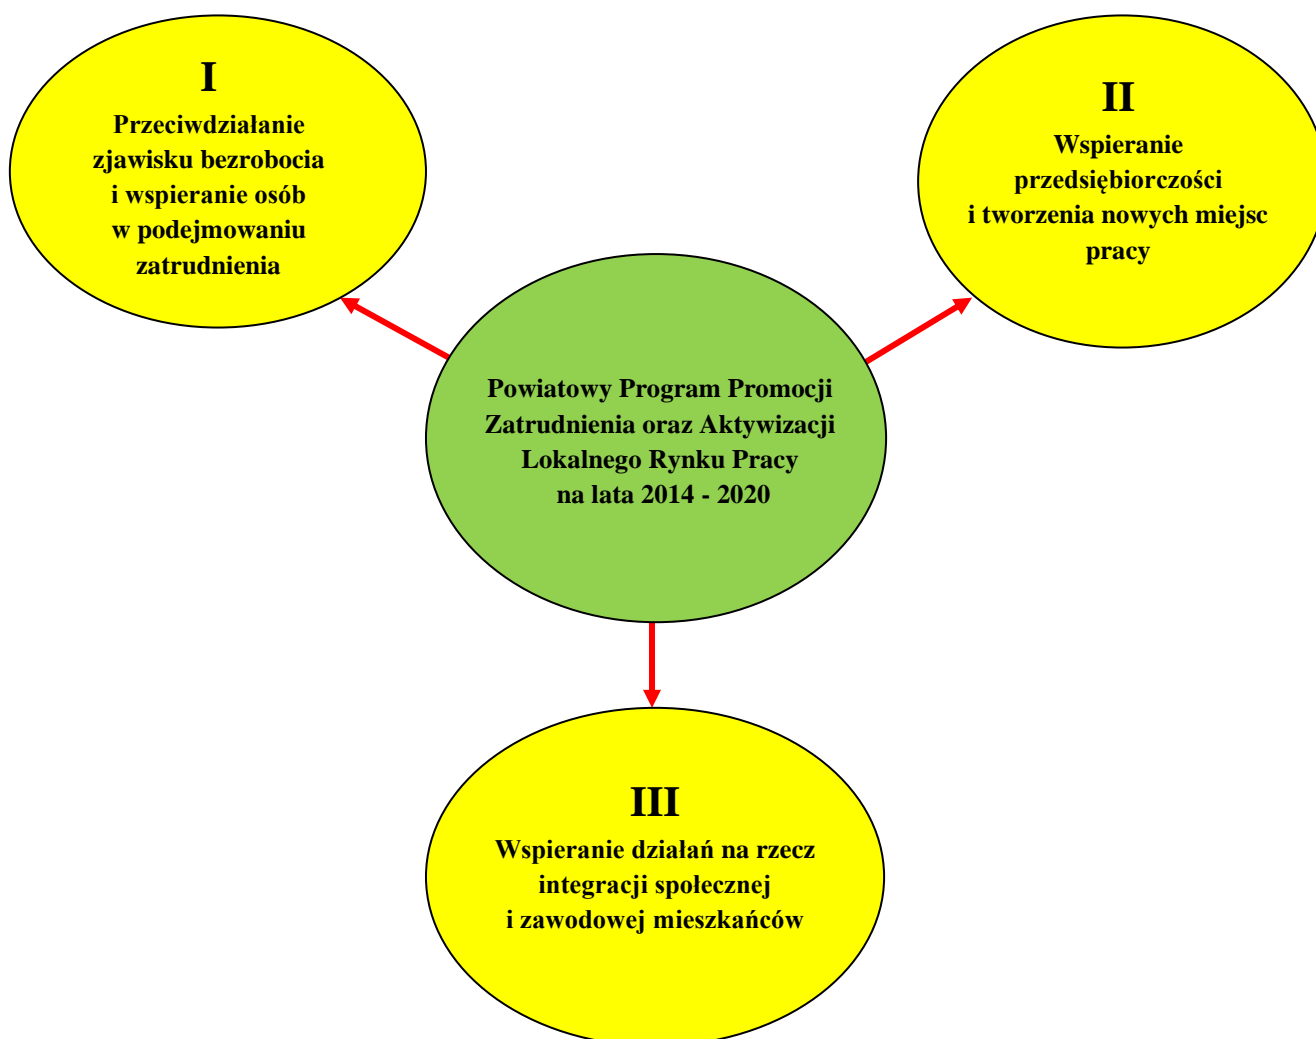 I
Przeciwdziałanie
zjawisku bezrobocia
i wspieranie osób
w podejmowaniu
zatrudnienia
II
Wspieranie
przedsiębiorczości
i tworzenia nowych miejsc
pracy
Powiatowy Program Promocji
Zatrudnienia oraz Aktywizacji
Lokalnego Rynku Pracy
na lata 2014 - 2020
III
Wspieranie działań na rzecz
integracji społecznej
i zawodowej mieszkańców